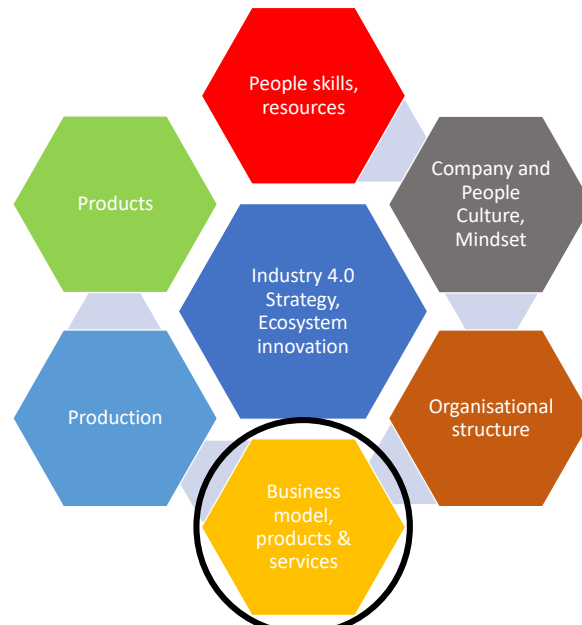 People skills,
resources
Products
Company and
People
Culture,
Mindset
Industry 4.0
Strategy,
Ecosystem
innovation
Production
Organisational
structure
Business
model,
products &
services